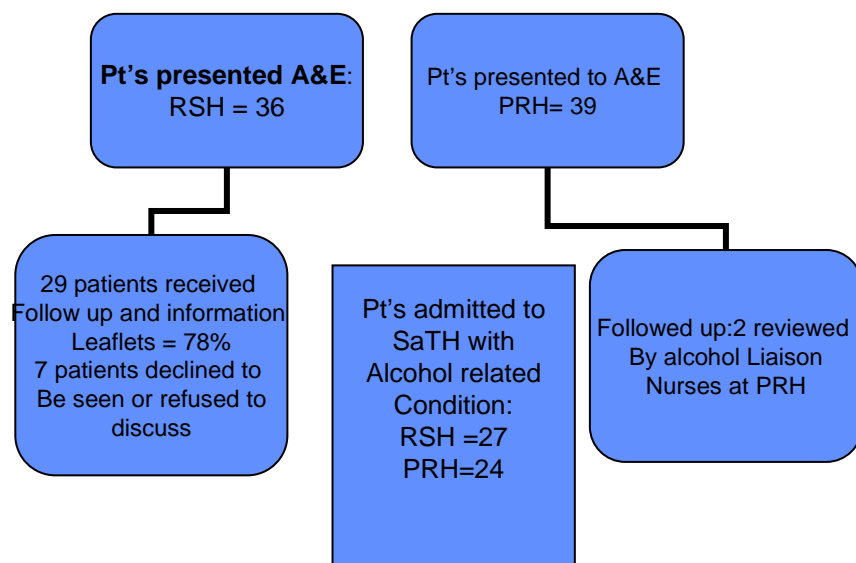 Pt's presented A&E:
RSH = 36
Pt's presented to A&E
PRH= 39
29 patients received
Follow up and information
Leaflets = 78%
7 patients declined to
Be seen or refused to
discuss
Pt's admitted to
SaTH with
Alcohol related
Condition:
RSH =27
PRH=24
Followed up:2 reviewed
By alcohol Liaison
Nurses at PRH